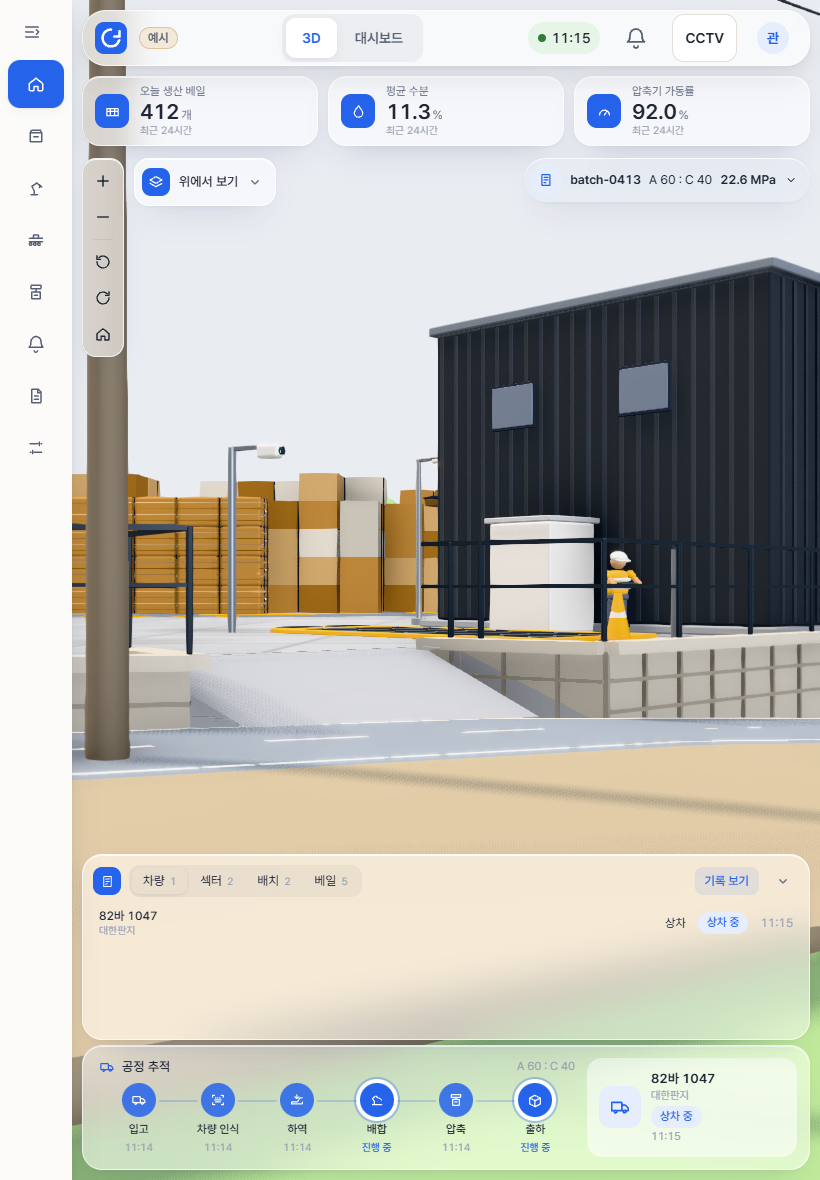 예시
3D
대시보드
11:15
CCTV
관
오늘 생산 베일
412 개
최근 24시간
평균 수분
11.3 %
최근 24시간
압축기 가동률
92.0 %
최근 24시간
위에서 보기
batch-0413 A 60 : C 40 22.6 MPa
차량 1 섹터 2 배치 2 베일 5
기록 보기
82바 1047
대한판지
상차 상차 중 11:15
공정 추적
A 60 : C 40
입고 차량 인식 하역 배합 압축 출하
11:14 11:14 11:14 진행 중 11:14 진행 중
82바 1047
대한판지
상차 중
11:15